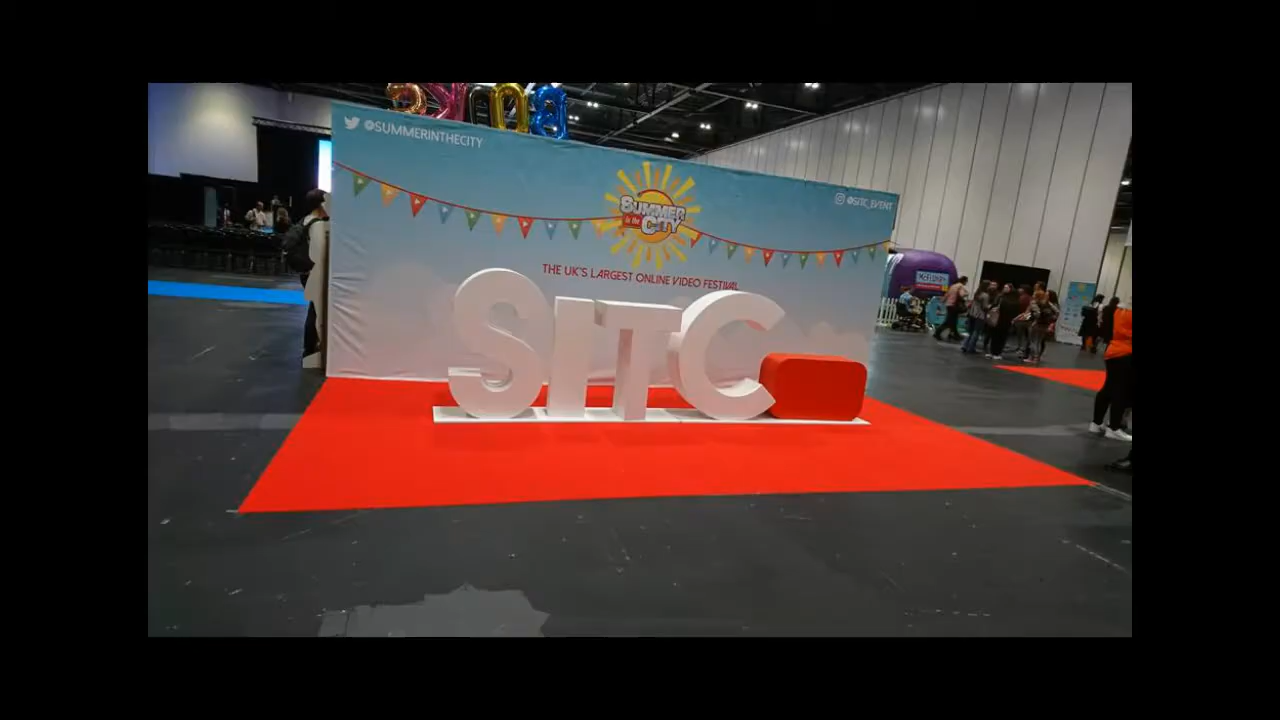 @SUMMERINTHECITY
SUMMER
in the
CITY
@SITC_EVENT
THE UK'S LARGEST ONLINE VIDEO FESTIVAL
SITC